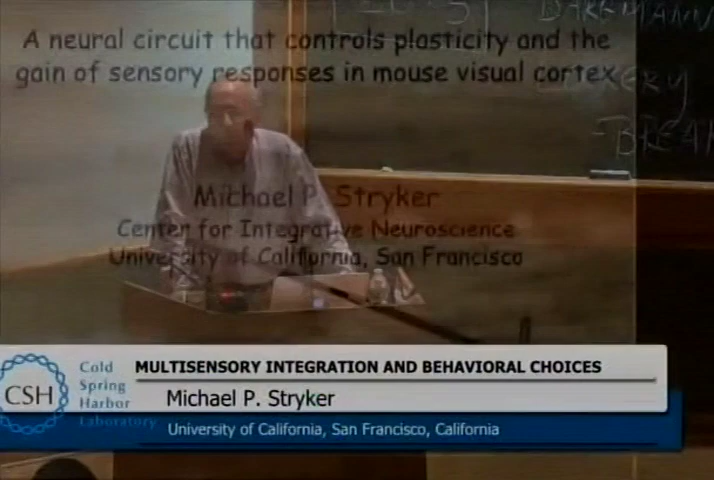 A neural circuit that controls plasticity and the
gain of sensory responses in mouse visual cortex
Michael P. Stryker
Center for Integrative Neuroscience
University of California, San Francisco
CSH
Cold
Spring
Harbor
Laboratory
MULTISENSORY INTEGRATION AND BEHAVIORAL CHOICES
Michael P. Stryker
University of California, San Francisco, California